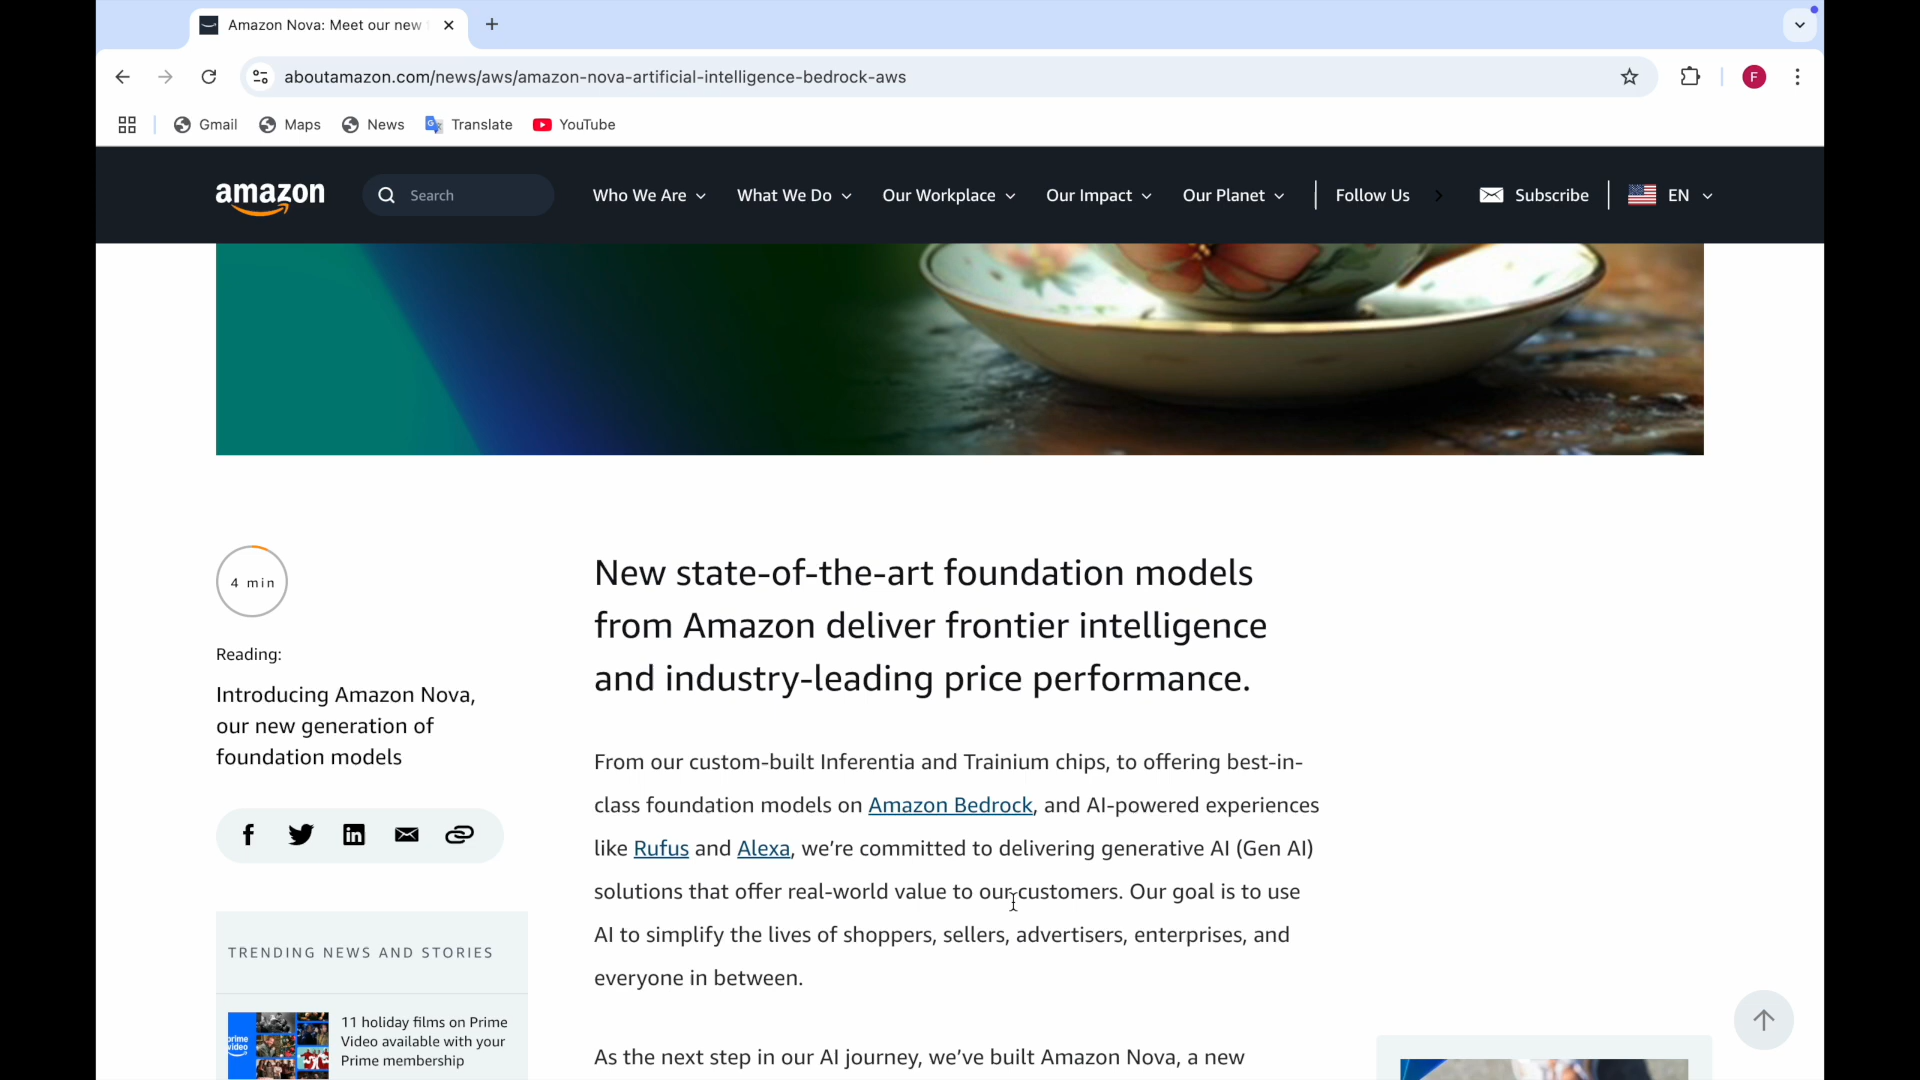 Amazon Nova: Meet our new
aboutamazon.com/news/aws/amazon-nova-artificial-intelligence-bedrock-aws
F
Gmail
Maps
News
Translate
YouTube
amazon
Search
Who We Are
What We Do
Our Workplace
Our Impact
Our Planet
Follow Us
Subscribe
EN
4 min
Reading:
Introducing Amazon Nova,
our new generation of
foundation models
TRENDING NEWS AND STORIES
prime
video
11 holiday films on Prime
Video available with your
Prime membership
New state-of-the-art foundation models
from Amazon deliver frontier intelligence
and industry-leading price performance.
From our custom-built Inferentia and Trainium chips, to offering best-in-
class foundation models on Amazon Bedrock, and AI-powered experiences
like Rufus and Alexa, we’re committed to delivering generative AI (Gen AI)
solutions that offer real-world value to our customers. Our goal is to use
AI to simplify the lives of shoppers, sellers, advertisers, enterprises, and
everyone in between.
As the next step in our AI journey, we’ve built Amazon Nova, a new